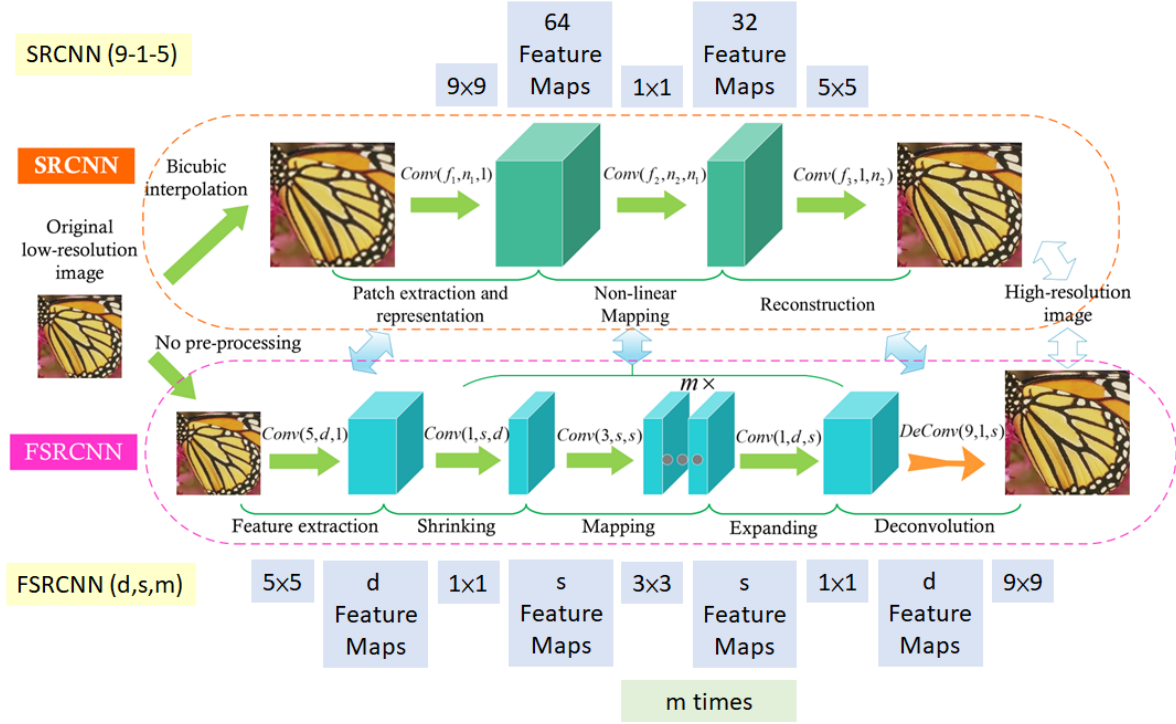 SRCNN (9-1-5)
9×9
64
Feature
Maps
1×1
32
Feature
Maps
5×5
SRCNN
Bicubic
interpolation
Conv(f₁,n₁,1)
Conv(f₂,n₂,n₁)
Conv(f₃,1,n₂)
Original
low-resolution
image
Patch extraction and
representation
Non-linear
Mapping
Reconstruction
High-resolution
image
No pre-processing
FSRCNN
Conv(5,d,1)
Conv(1,s,d)
Conv(3,s,s)
m ×
Conv(1,d,s)
DeConv(9,1,s)
Feature extraction
Shrinking
Mapping
Expanding
Deconvolution
FSRCNN (d,s,m)
5×5
d
Feature
Maps
1×1
s
Feature
Maps
3×3
s
Feature
Maps
1×1
d
Feature
Maps
9×9
m times